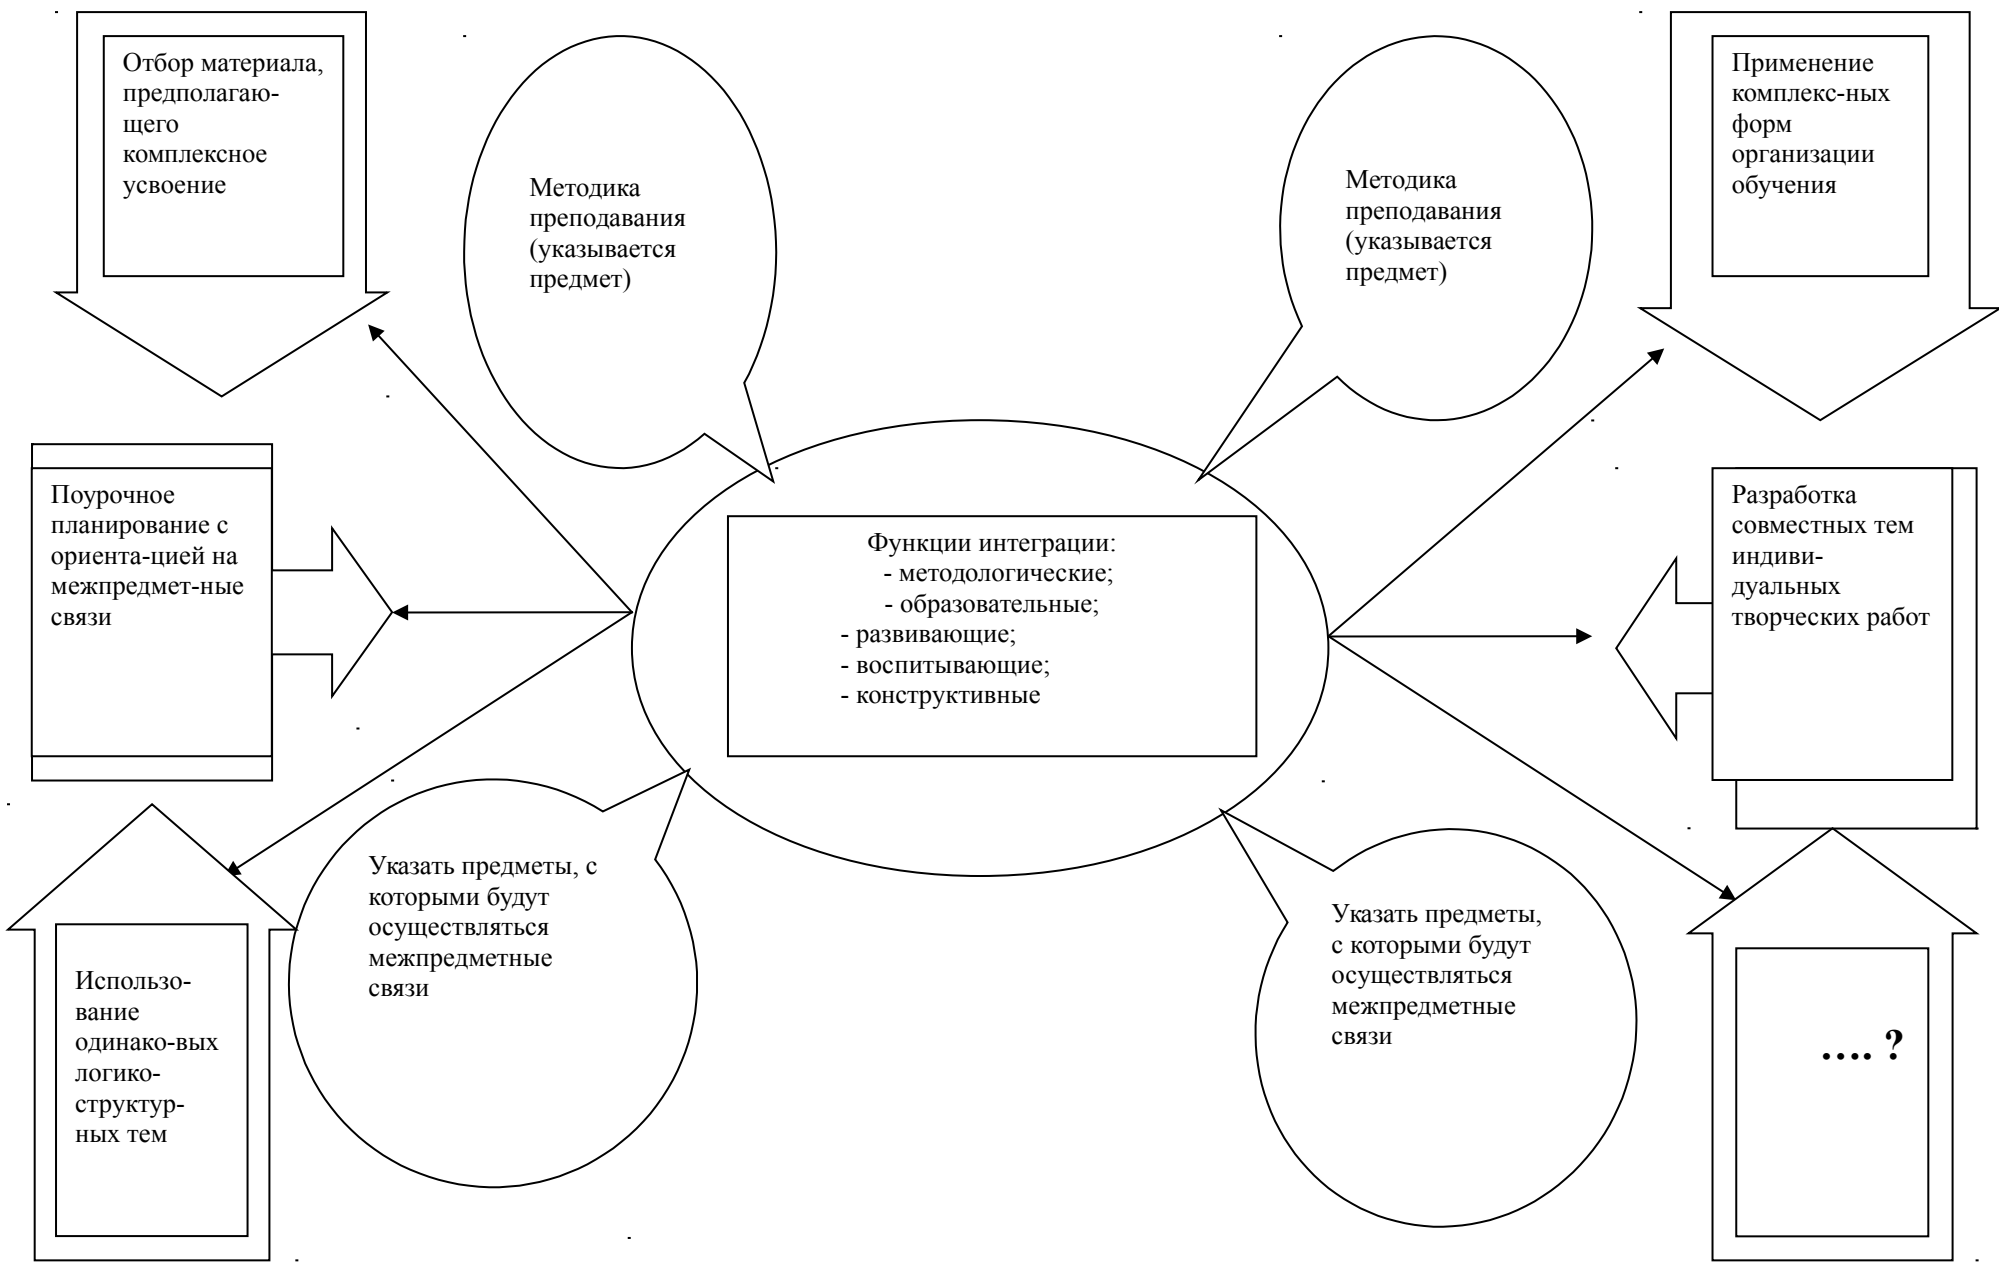 Отбор материала,
предполагаю-
щего
комплексное
усвоение
Методика
преподавания
(указывается
предмет)
Методика
преподавания
(указывается
предмет)
Применение
комплекс-ных
форм
организации
обучения
Поурочное
планирование с
ориента-цией на
межпредмет-ные
связи
Функции интеграции:
- методологические;
- образовательные;
- развивающие;
- воспитывающие;
- конструктивные
Разработка
совместных тем
индиви-
дуальных
творческих работ
Использо-
вание
одинако-вых
логико-
структур-
ных тем
Указать предметы, с
которыми будут
осуществляться
межпредметные
связи
Указать предметы,
с которыми будут
осуществляться
межпредметные
связи
…. ?